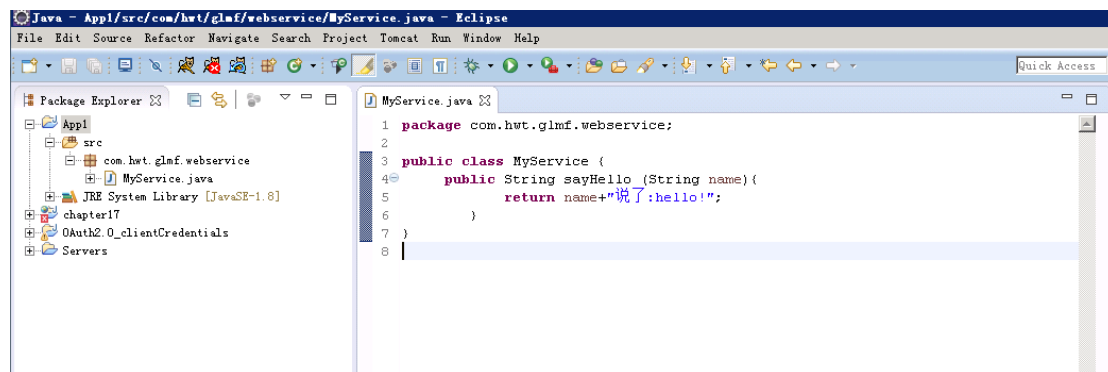 Java - App1/src/com/hwt/glmf/webservice/MyService.java - Eclipse
File Edit Source Refactor Navigate Search Project Tomcat Run Window Help
Quick Access
Package Explorer
MyService.java
App1
src
com.hwt.glmf.webservice
MyService.java
JRE System Library [JavaSE-1.8]
chapter17
OAuth2.0_clientCredentials
Servers
1 package com.hwt.glmf.webservice;
2
3 public class MyService {
4 public String sayHello (String name){
5 return name+"说了:hello!";
6 }
7 }
8